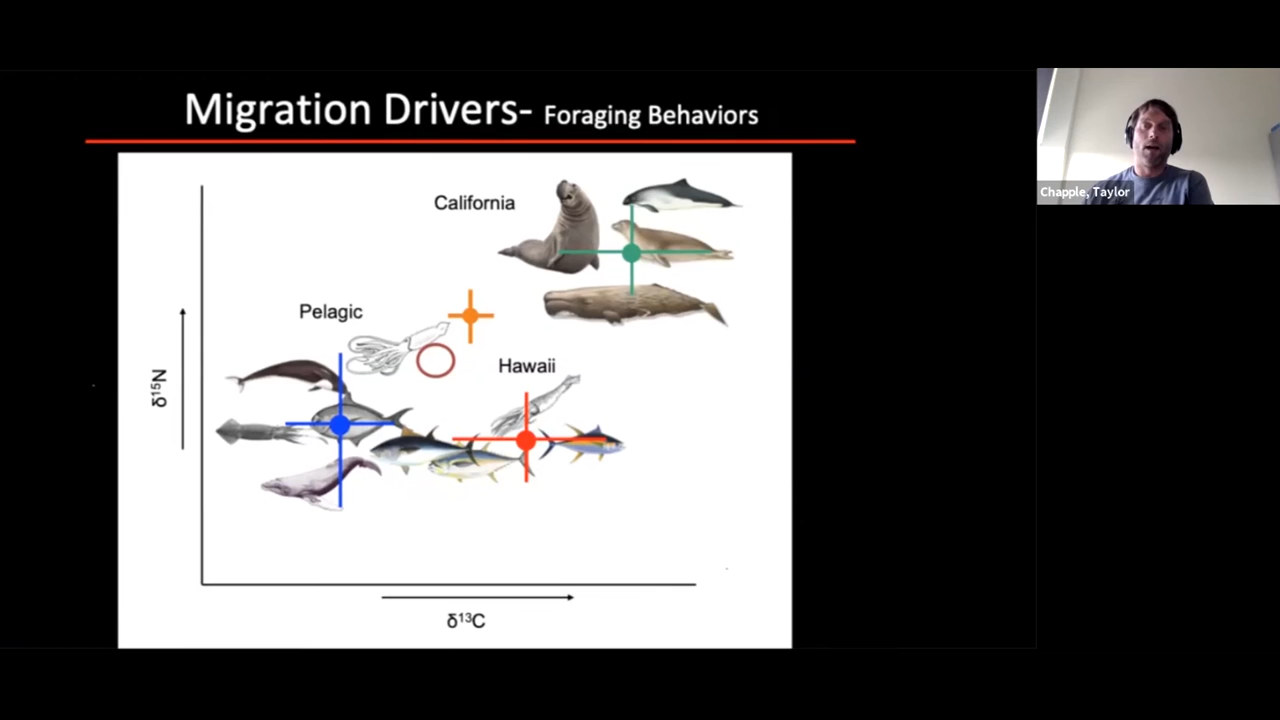 Migration Drivers- Foraging Behaviors
Chapple, Taylor
California
Pelagic
Hawaii
δ¹⁵N
δ¹³C